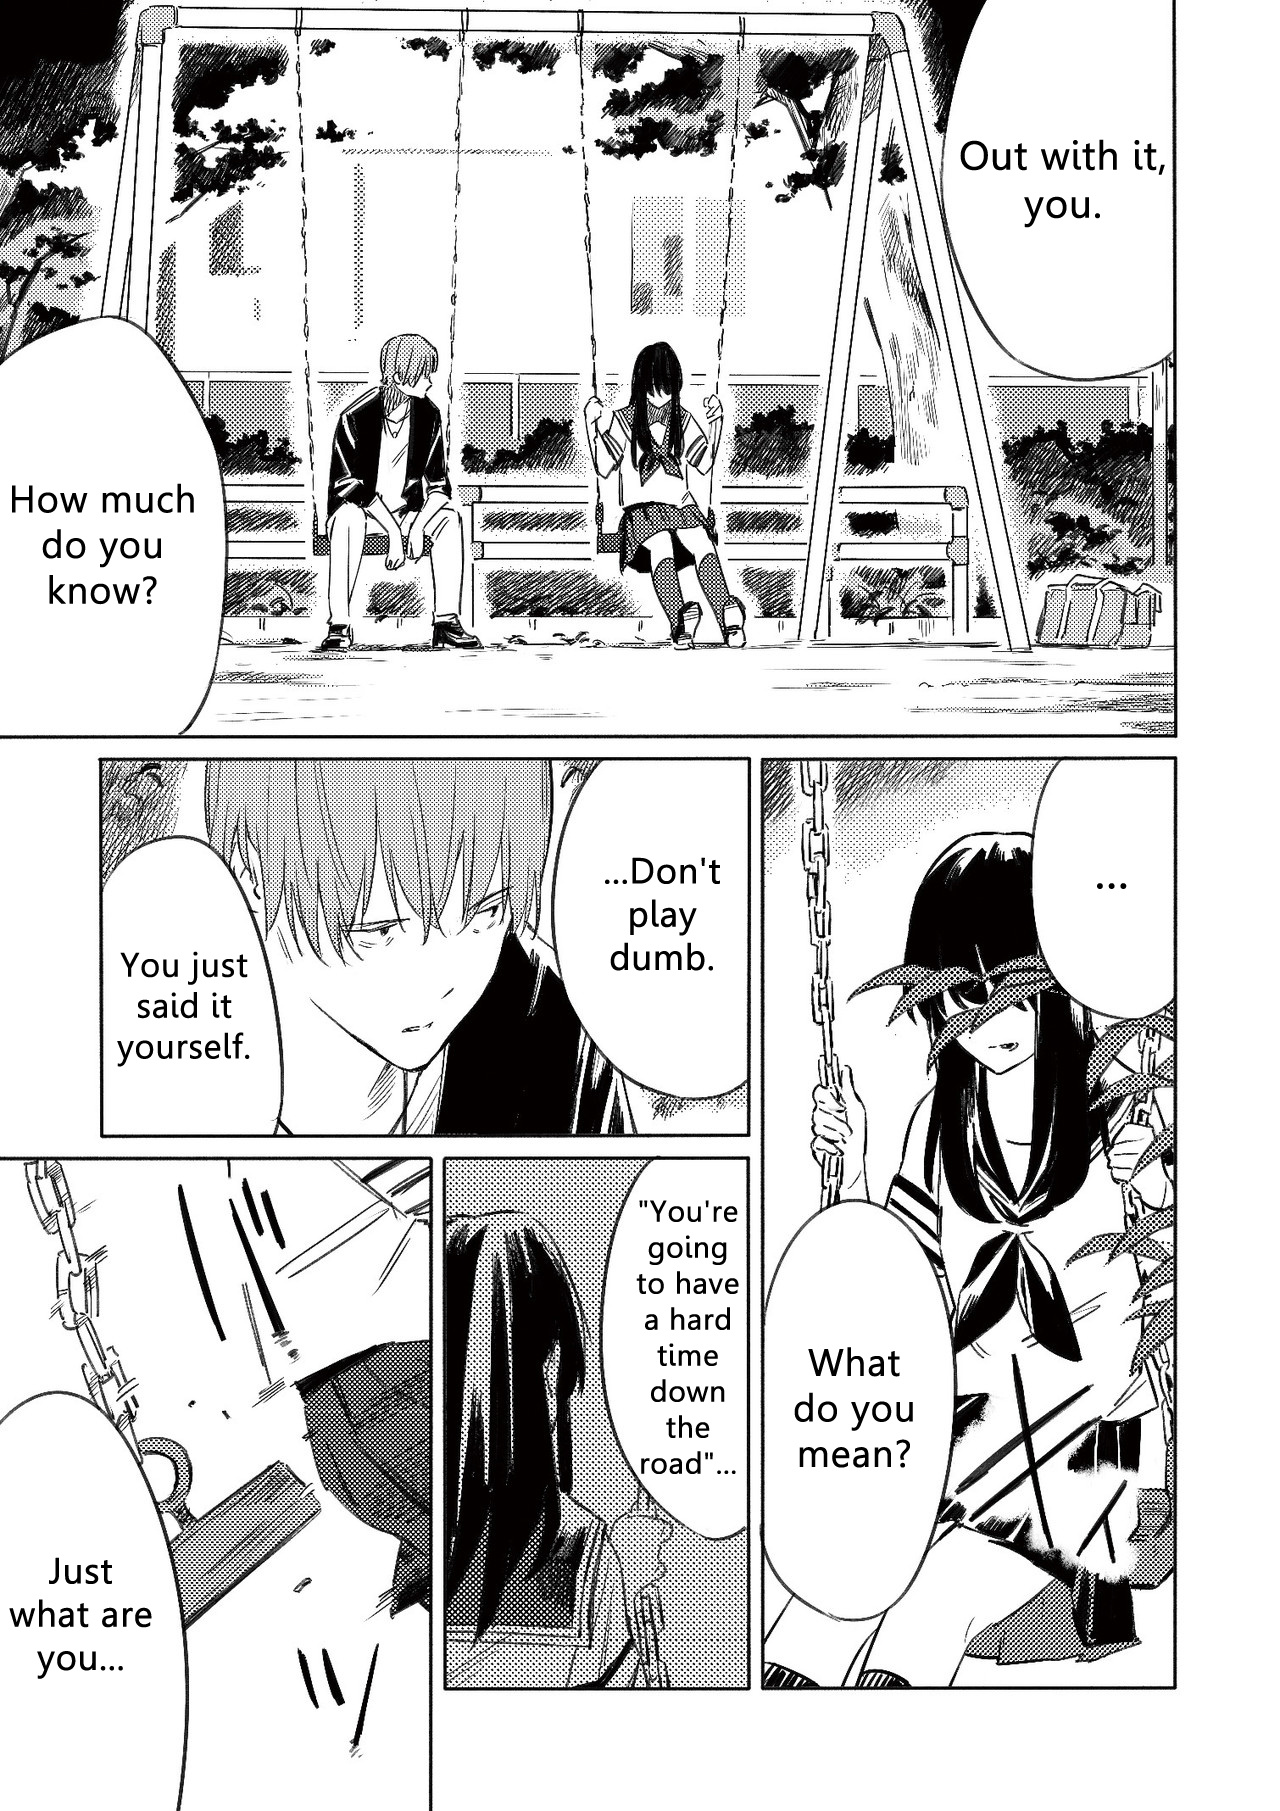 Out with it,
you.
How much
do you
know?
...
What
do you
mean?
...Don't
play
dumb.
You just
said it
yourself.
"You're
going
to have
a hard
time
down
the
road"...
Just
what are
you...